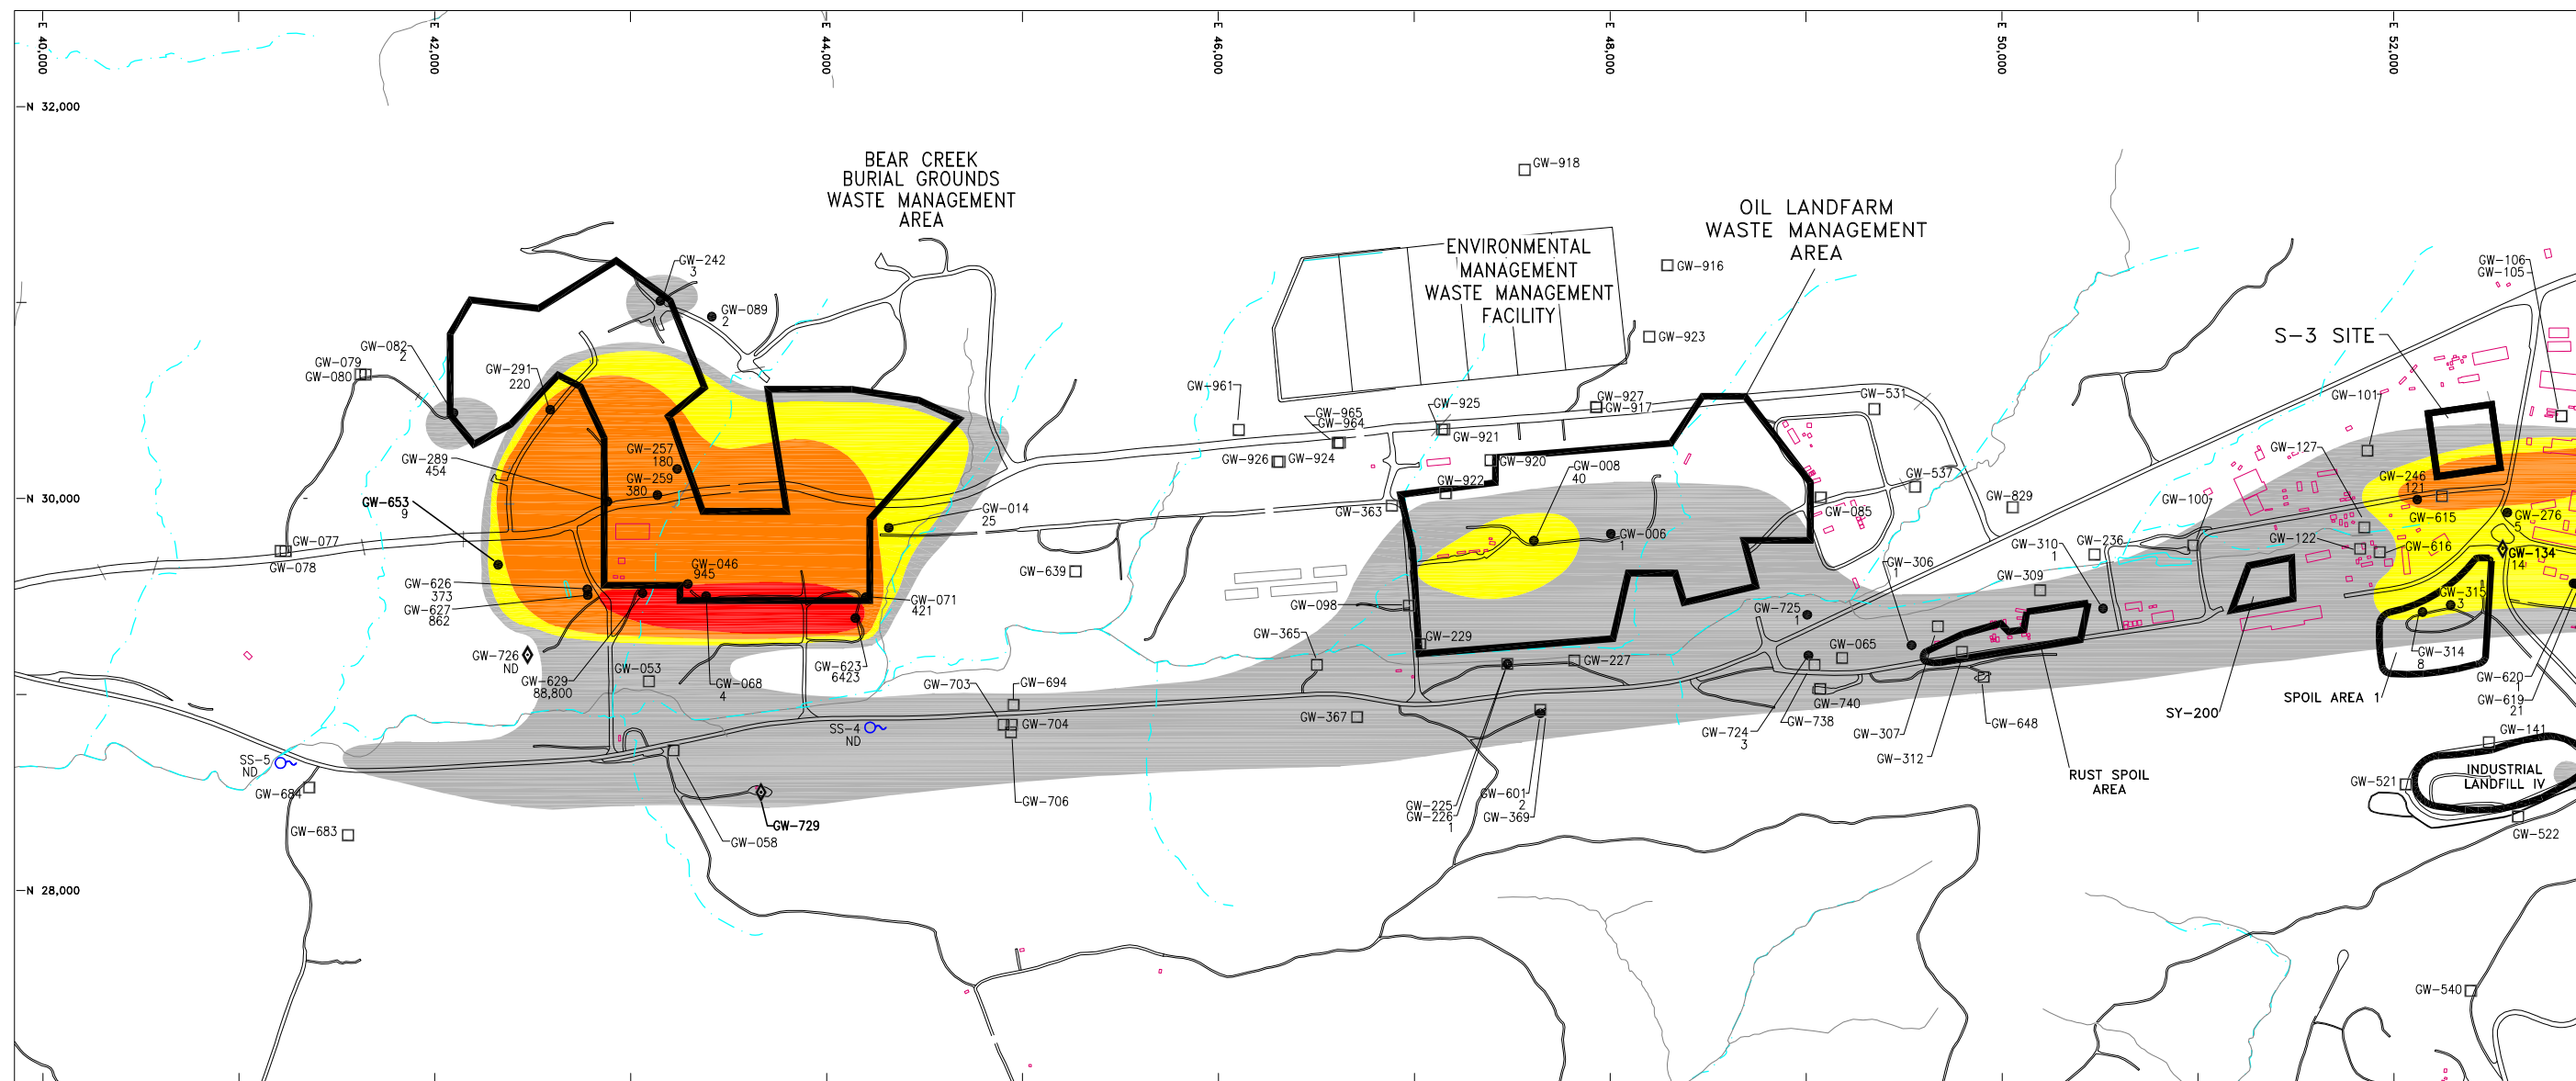 E 40,000
E 42,000
E 44,000
E 46,000
E 48,000
E 50,000
E 52,000
N 32,000
N 30,000
N 28,000
BEAR CREEK
BURIAL GROUNDS
WASTE MANAGEMENT
AREA
ENVIRONMENTAL
MANAGEMENT
WASTE MANAGEMENT
FACILITY
OIL LANDFARM
WASTE MANAGEMENT
AREA
S-3 SITE
GW-918
GW-916
GW-923
GW-106
GW-105
GW-242
3
GW-089
2
GW-082
2
GW-079
GW-080
GW-291
220
GW-289
454
GW-257
180
GW-259
380
GW-653
9
GW-014
25
GW-077
GW-078
GW-046
945
GW-626
373
GW-627
862
GW-071
421
GW-726
ND
GW-629
88,800
GW-053
GW-068
4
GW-623
6423
SS-4
ND
SS-5
ND
GW-684
GW-683
GW-729
GW-058
GW-703
GW-694
GW-704
GW-706
GW-639
GW-961
GW-965
GW-964
GW-926
GW-924
GW-925
GW-921
GW-927
GW-917
GW-920
GW-922
GW-363
GW-008
40
GW-006
1
GW-098
GW-365
GW-229
GW-227
GW-367
GW-225
GW-226
1
GW-601
2
GW-369
GW-531
GW-537
GW-085
GW-829
GW-725
1
GW-306
1
GW-065
GW-740
GW-738
GW-724
3
GW-307
GW-312
GW-648
GW-309
GW-310
1
GW-236
GW-100
GW-101
GW-127
GW-122
GW-246
121
GW-615
GW-616
GW-276
5
GW-134
14
GW-315
3
GW-314
8
GW-620
1
GW-619
21
SPOIL AREA 1
SY-200
RUST SPOIL
AREA
GW-141
GW-521
INDUSTRIAL
LANDFILL IV
GW-522
GW-540